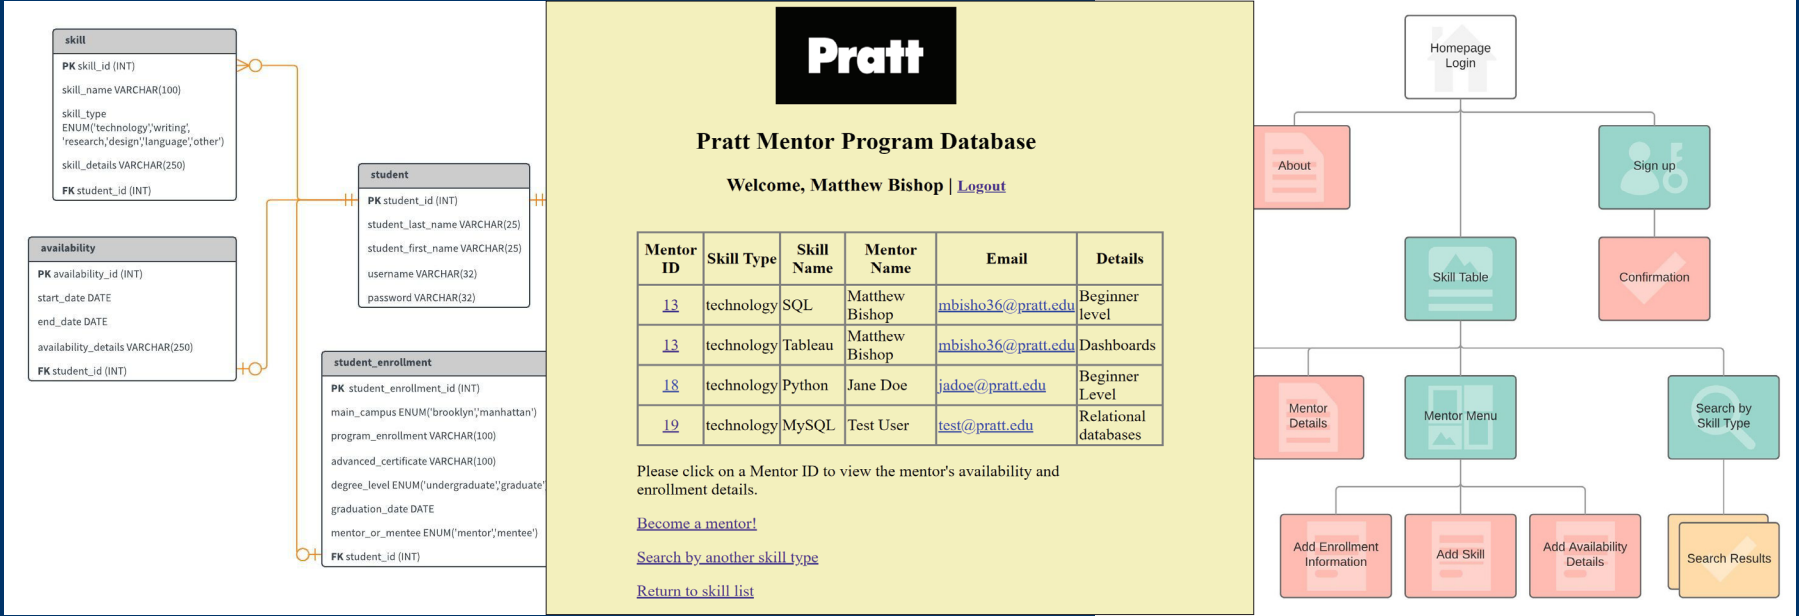 skill
PK skill_id (INT)
skill_name VARCHAR(100)
skill_type
ENUM('technology','writing',
'research,'design','language','other')
skill_details VARCHAR(250)
FK student_id (INT)
availability
PK availability_id (INT)
start_date DATE
end_date DATE
availability_details VARCHAR(250)
FK student_id (INT)
student
PK student_id (INT)
student_last_name VARCHAR(25)
student_first_name VARCHAR(25)
username VARCHAR(32)
password VARCHAR(32)
student_enrollment
PK student_enrollment_id (INT)
main_campus ENUM('brooklyn','manhattan')
program_enrollment VARCHAR(100)
advanced_certificate VARCHAR(100)
degree_level ENUM('undergraduate','graduate'
graduation_date DATE
mentor_or_mentee ENUM('mentor','mentee')
FK student_id (INT)
Pratt
Pratt Mentor Program Database
Welcome, Matthew Bishop | Logout
Mentor ID Skill Type Skill Name Mentor Name Email Details
13 technology SQL Matthew Bishop mbisho36@pratt.edu Beginner level
13 technology Tableau Matthew Bishop mbisho36@pratt.edu Dashboards
18 technology Python Jane Doe jadoe@pratt.edu Beginner Level
19 technology MySQL Test User test@pratt.edu Relational databases
Please click on a Mentor ID to view the mentor's availability and
enrollment details.
Become a mentor!
Search by another skill type
Return to skill list
Homepage
Login
About
Sign up
Skill Table
Confirmation
Mentor
Details
Mentor Menu
Search by
Skill Type
Add Enrollment
Information
Add Skill
Add Availability
Details
Search Results